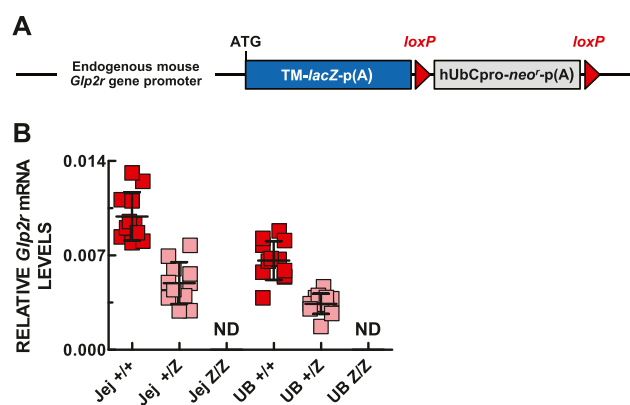 A
ATG
loxP
loxP
Endogenous mouse
Glp2r gene promoter
TM-lacZ-p(A)
hUbCpro-neoʳ-p(A)
B
RELATIVE Glp2r mRNA
LEVELS
0.014
0.007
0.000
ND
ND
Jej +/+
Jej +/Z
Jej Z/Z
UB +/+
UB +/Z
UB Z/Z